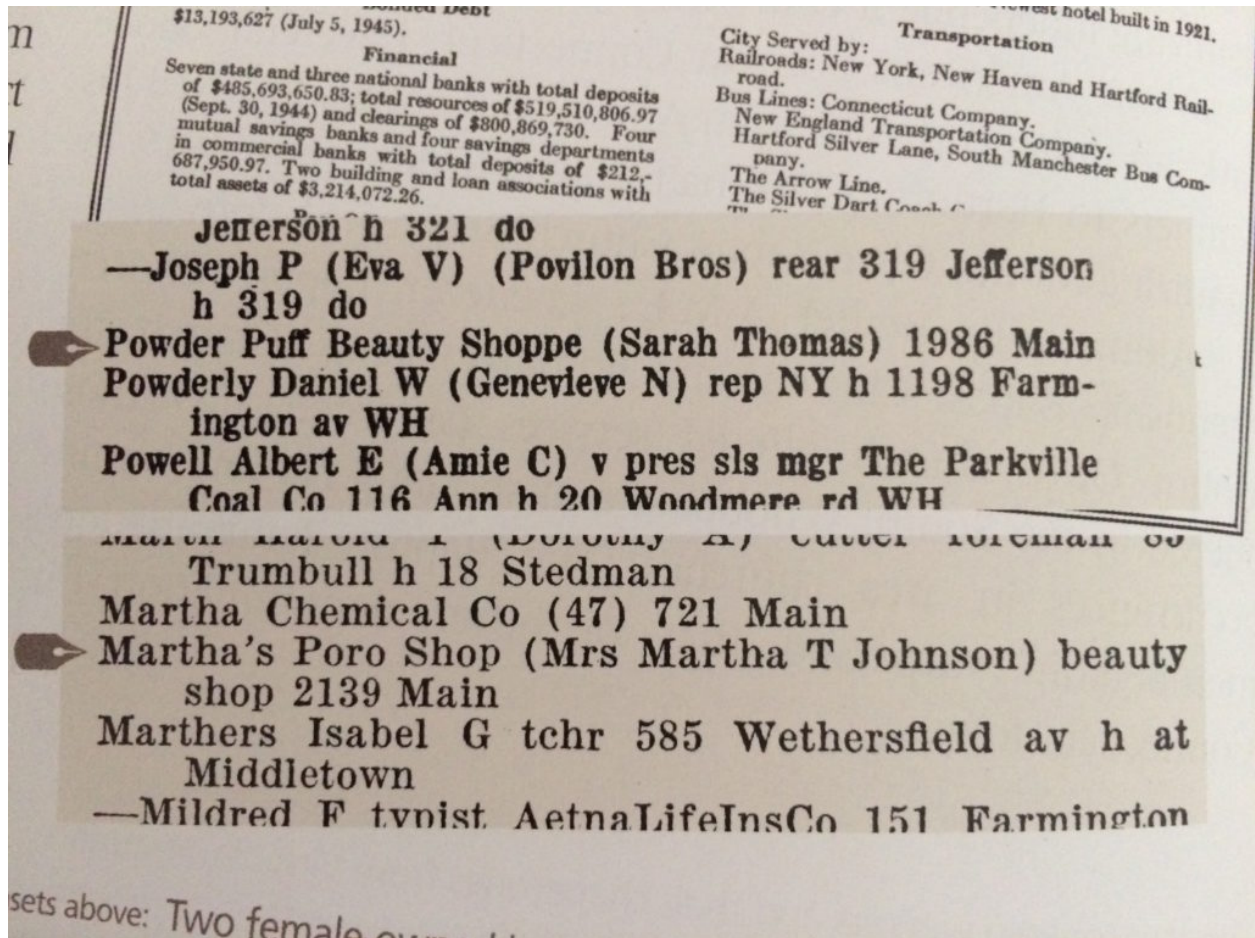 m
$13,193,627 (July 5, 1945).
Financial
Seven state and three national banks with total deposits
of $485,693,650.83; total resources of $519,510,806.97
(Sept. 30, 1944) and clearings of $800,869,730. Four
mutual savings banks and four savings departments
in commercial banks with total deposits of $212,-
687,950.97. Two building and loan associations with
total assets of $3,214,072.26.
hotel built in 1921.
Transportation
City Served by:
Railroads: New York, New Haven and Hartford Rail-
road.
Bus Lines: Connecticut Company.
New England Transportation Company.
Hartford Silver Lane, South Manchester Bus Com-
pany.
The Arrow Line.
The Silver Dart Coach
Jefferson h 321 do
—Joseph P (Eva V) (Povilon Bros) rear 319 Jefferson
h 319 do
Powder Puff Beauty Shoppe (Sarah Thomas) 1986 Main
Powderly Daniel W (Genevieve N) rep NY h 1198 Farm-
ington av WH
Powell Albert E (Amie C) v pres sls mgr The Parkville
Coal Co 116 Ann h 20 Woodmere rd WH
Martin Harold (Dorothy A) cutter foreman
Trumbull h 18 Stedman
Martha Chemical Co (47) 721 Main
Martha's Poro Shop (Mrs Martha T Johnson) beauty
shop 2139 Main
Marthers Isabel G tchr 585 Wethersfield av h at
Middletown
—Mildred F typist AetnaLifeInsCo 151 Farmington
sets above: Two female